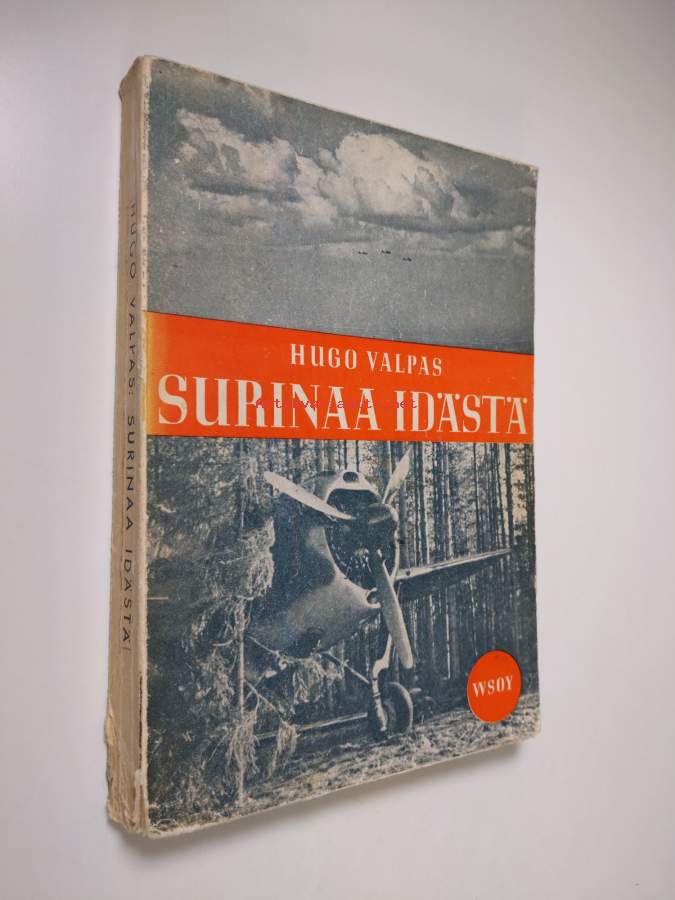 HUGO VALPAS
SURINAA IDÄSTÄ
WSOY
HUGO VALPAS: SURINAA IDÄSTÄ